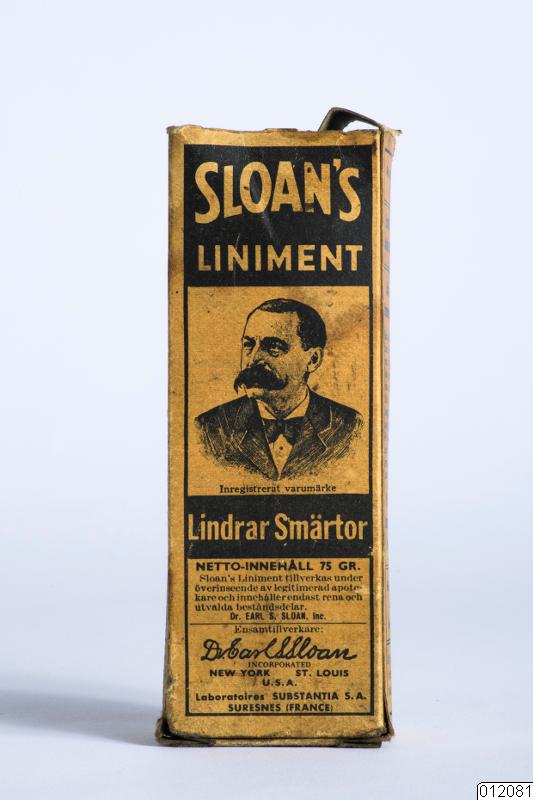 SLOAN'S
LINIMENT
Inregistrerat varumärke
Lindrar Smärtor
NETTO-INNEHÅLL 75 GR.
Sloan's Liniment tillverkas under
överinseende av legitimerad apote-
kare och innehåller endast rena och
utvalda beståndsdelar.
Dr. EARL S. SLOAN, Inc.
Ensamtillverkare:
Dr Earl S Sloan
INCORPORATED
NEW YORK ST. LOUIS
U.S.A.
Laboratoires SUBSTANTIA S.A.
SURESNES (FRANCE)
012081